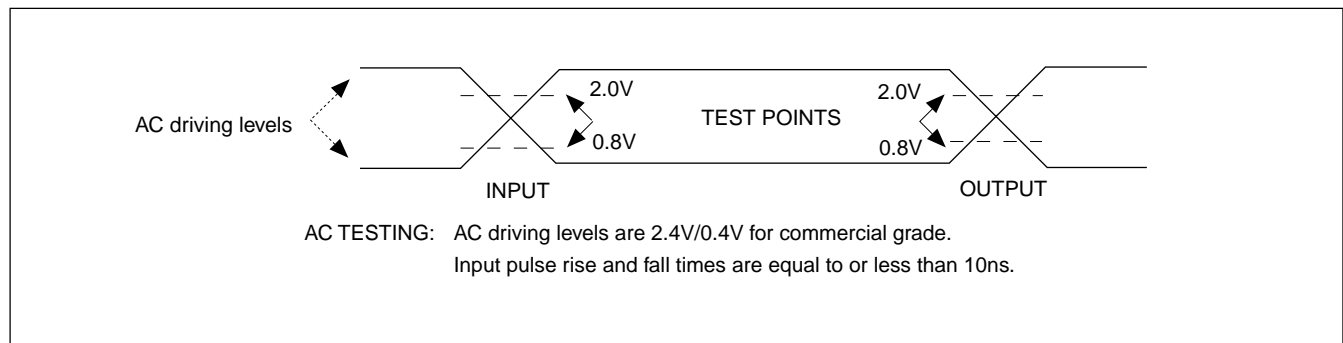 AC driving levels
2.0V
0.8V
TEST POINTS
2.0V
0.8V
INPUT
OUTPUT
AC TESTING: AC driving levels are 2.4V/0.4V for commercial grade.
Input pulse rise and fall times are equal to or less than 10ns.